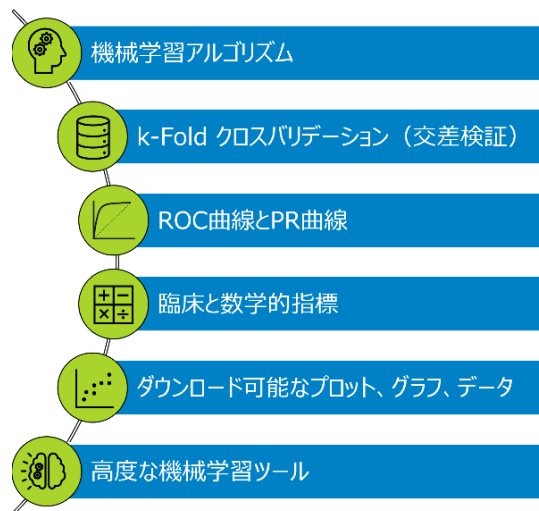 機械学習アルゴリズム
k-Fold クロスバリデーション（交差検証）
ROC曲線とPR曲線
臨床と数学的指標
ダウンロード可能なプロット、グラフ、データ
高度な機械学習ツール